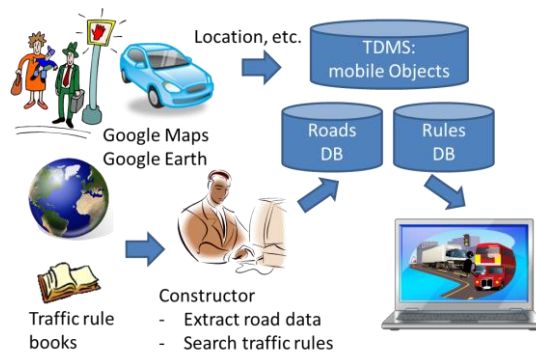 Location, etc.
TDMS:
mobile Objects
Google Maps
Google Earth
Roads
DB
Rules
DB
Traffic rule
books
Constructor
- Extract road data
- Search traffic rules